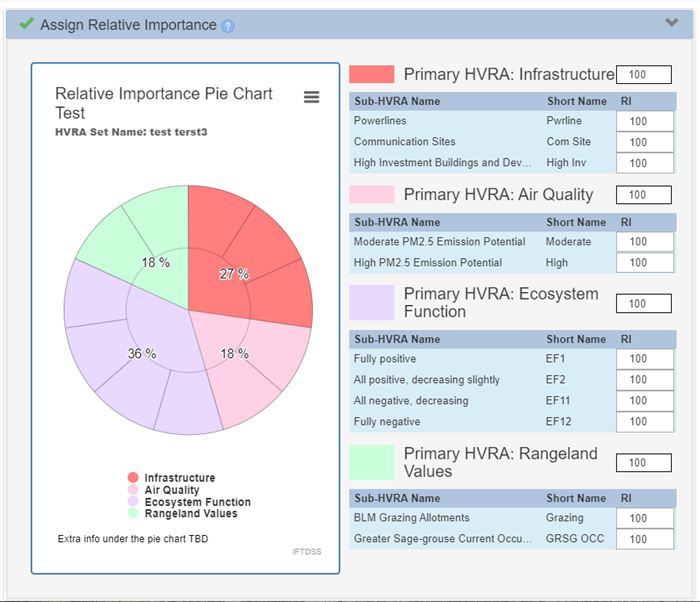 Assign Relative Importance ?
Relative Importance Pie Chart
Test
HVRA Set Name: test terst3
18 %
27 %
36 %
18 %
Infrastructure
Air Quality
Ecosystem Function
Rangeland Values
Extra info under the pie chart TBD
IFTDSS
Primary HVRA: Infrastructure 100
Sub-HVRA Name Short Name RI
Powerlines Pwrline 100
Communication Sites Com Site 100
High Investment Buildings and Dev... High Inv 100
Primary HVRA: Air Quality 100
Sub-HVRA Name Short Name RI
Moderate PM2.5 Emission Potential Moderate 100
High PM2.5 Emission Potential High 100
Primary HVRA: Ecosystem
Function 100
Sub-HVRA Name Short Name RI
Fully positive EF1 100
All positive, decreasing slightly EF2 100
All negative, decreasing EF11 100
Fully negative EF12 100
Primary HVRA: Rangeland
Values 100
Sub-HVRA Name Short Name RI
BLM Grazing Allotments Grazing 100
Greater Sage-grouse Current Occu... GRSG OCC 100